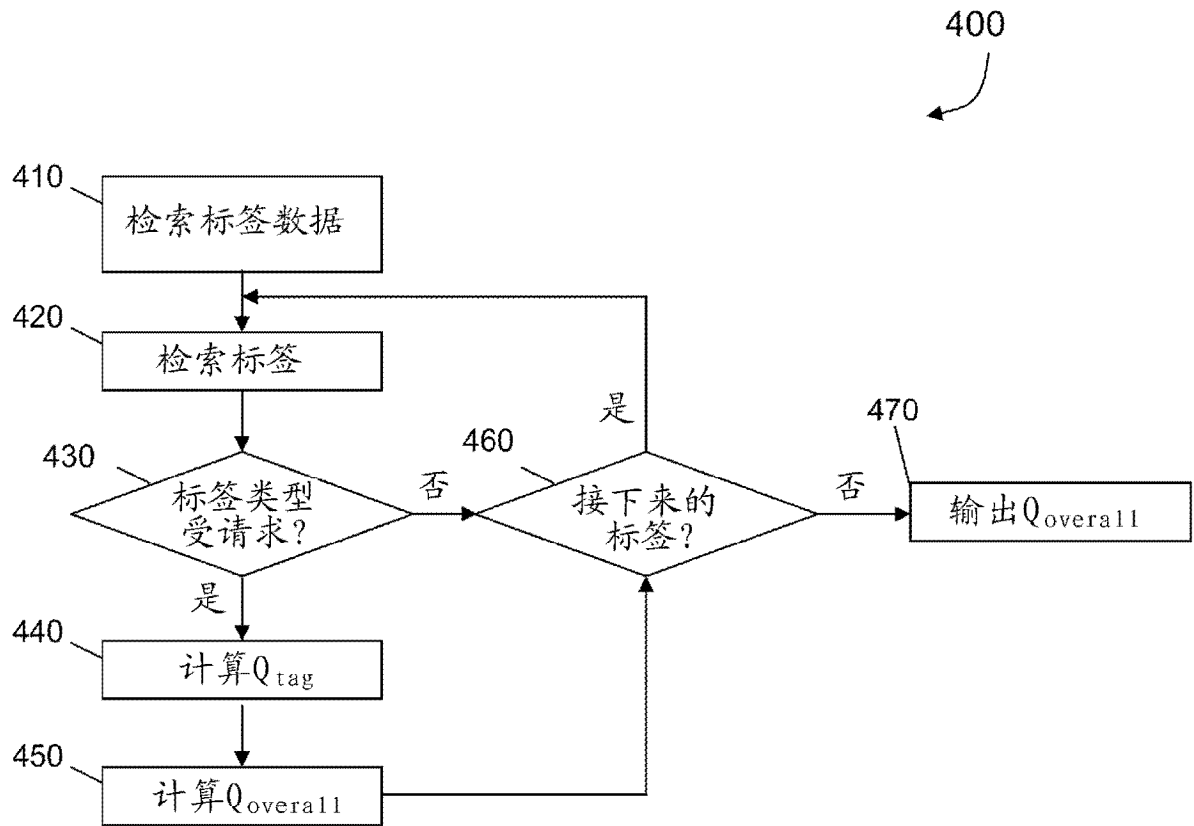 400
410
检索标签数据
420
检索标签
430
标签类型
受请求?
否
是
460
接下来的
标签?
是
否
470
输出Qoverall
440
计算Qtag
450
计算Qoverall